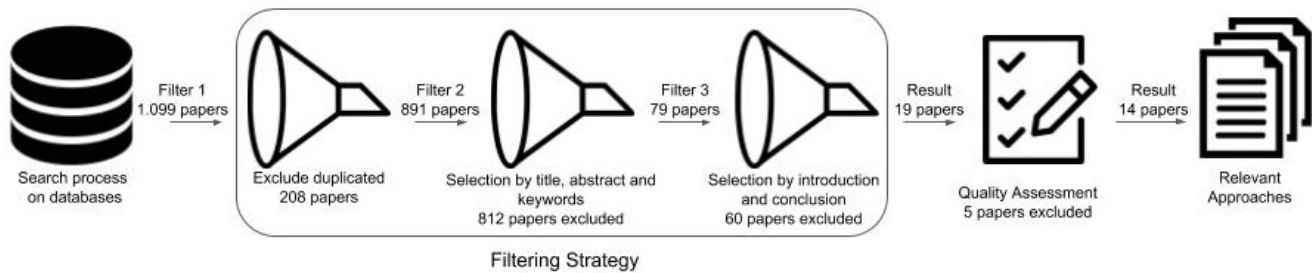 Search process
on databases
Filter 1
1.099 papers
Exclude duplicated
208 papers
Filter 2
891 papers
Selection by title, abstract and
keywords
812 papers excluded
Filter 3
79 papers
Selection by introduction
and conclusion
60 papers excluded
Filtering Strategy
Result
19 papers
Quality Assessment
5 papers excluded
Result
14 papers
Relevant
Approaches